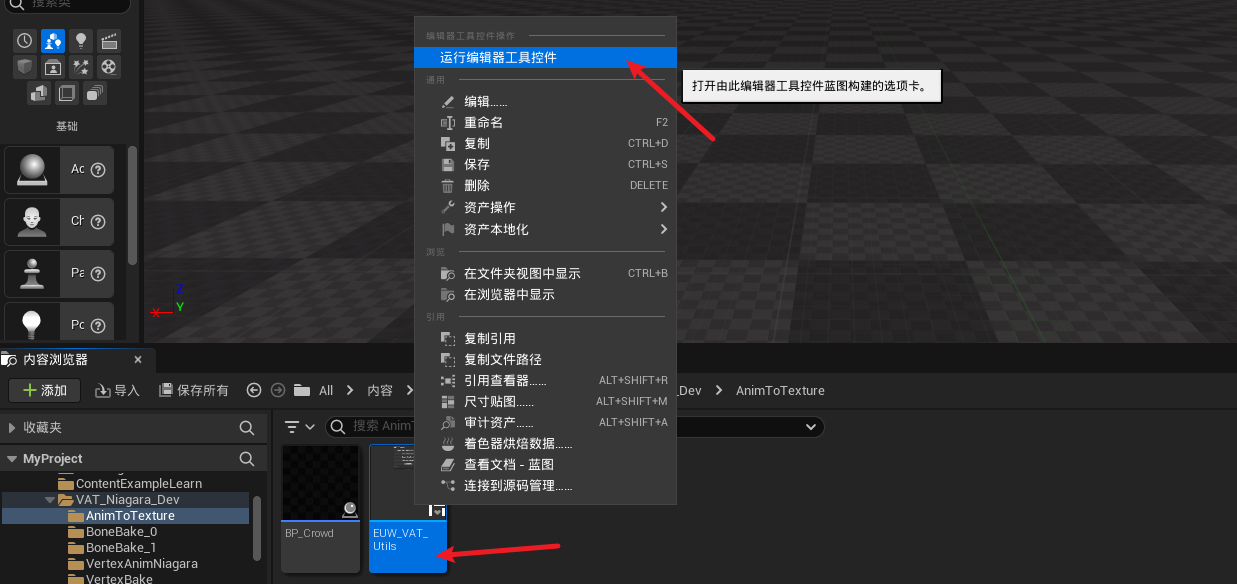 搜索类
基础
Ac
Ch
Pa
Pc
编辑器工具控件操作
运行编辑器工具控件
打开由此编辑器工具控件蓝图构建的选项卡。
通用
编辑……
重命名 F2
复制 CTRL+D
保存 CTRL+S
删除 DELETE
资产操作
资产本地化
浏览
在文件夹视图中显示 CTRL+B
在浏览器中显示
引用
复制引用
复制文件路径
引用查看器…… ALT+SHIFT+R
尺寸贴图…… ALT+SHIFT+M
审计资产…… ALT+SHIFT+A
着色器烘焙数据……
查看文档 - 蓝图
连接到源码管理……
Z
X
Y
内容浏览器
添加 导入 保存所有 All 内容 _Dev AnimToTexture
收藏夹
搜索 AnimT
MyProject
ContentExampleLearn
VAT_Niagara_Dev
AnimToTexture
BoneBake_0
BoneBake_1
VertexAnimNiagara
VertexBake
BP_Crowd
EUW_VAT_
Utils